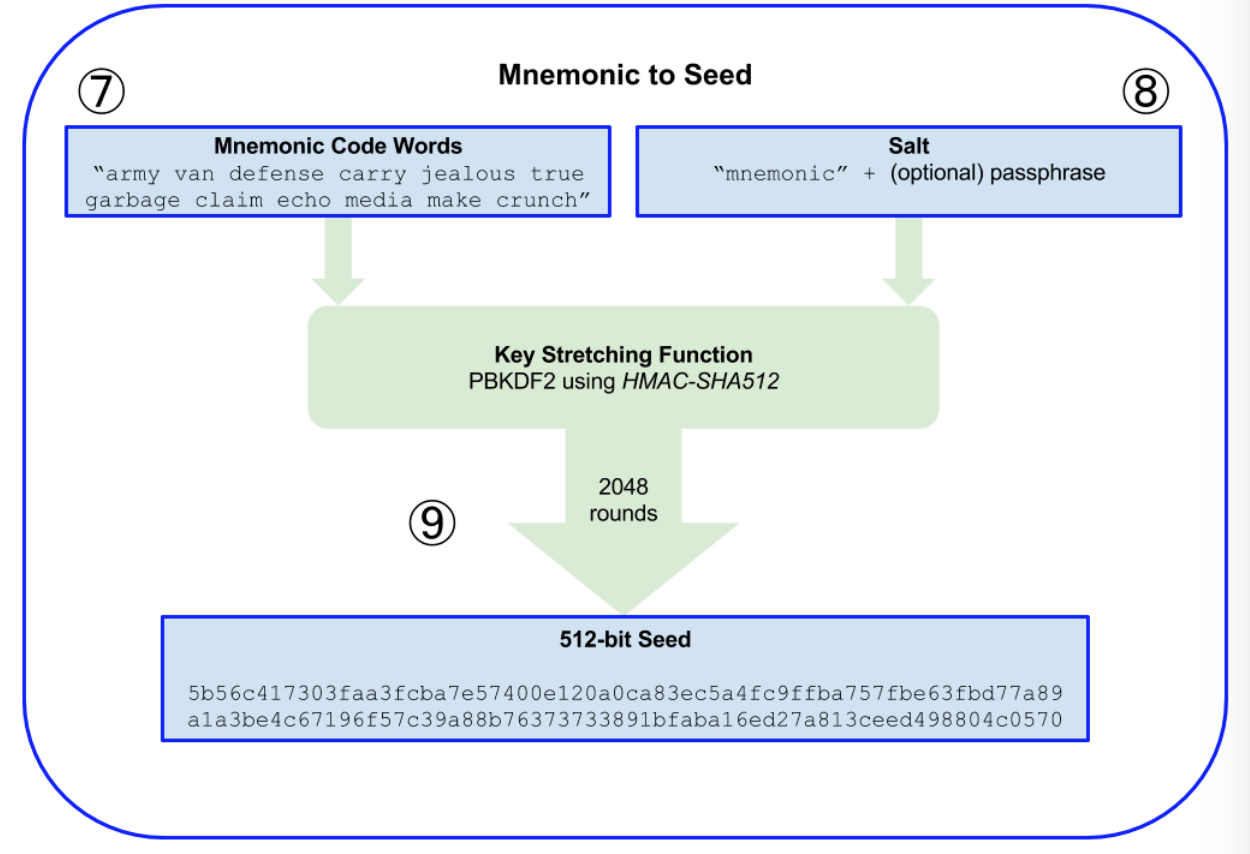 Mnemonic to Seed
⑦
⑧
Mnemonic Code Words
“army van defense carry jealous true
garbage claim echo media make crunch”
Salt
“mnemonic” + (optional) passphrase
Key Stretching Function
PBKDF2 using HMAC-SHA512
2048
rounds
⑨
512-bit Seed
5b56c417303faa3fcba7e57400e120a0ca83ec5a4fc9ffba757fbe63fbd77a89
a1a3be4c67196f57c39a88b76373733891bfaba16ed27a813ceed498804c0570